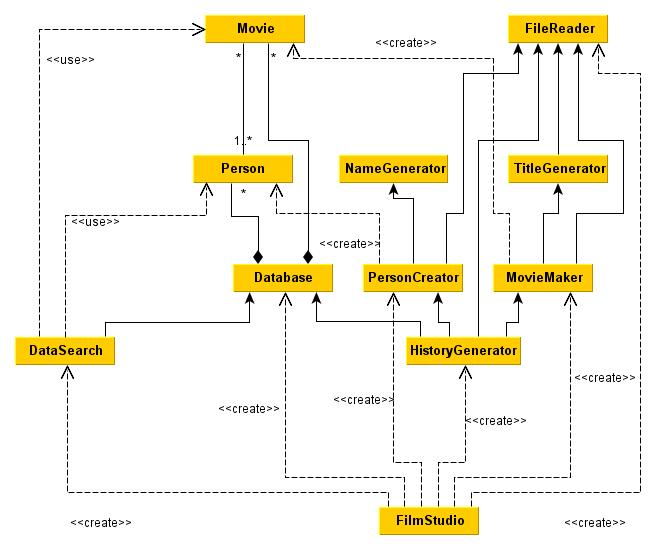 Movie
FileReader
<<create>>
<<use>>
*
*
1..*
Person
NameGenerator
TitleGenerator
*
<<use>>
<<create>>
Database
PersonCreator
MovieMaker
DataSearch
HistoryGenerator
<<create>>
<<create>>
<<create>>
<<create>>
FilmStudio
<<create>>
<<create>>